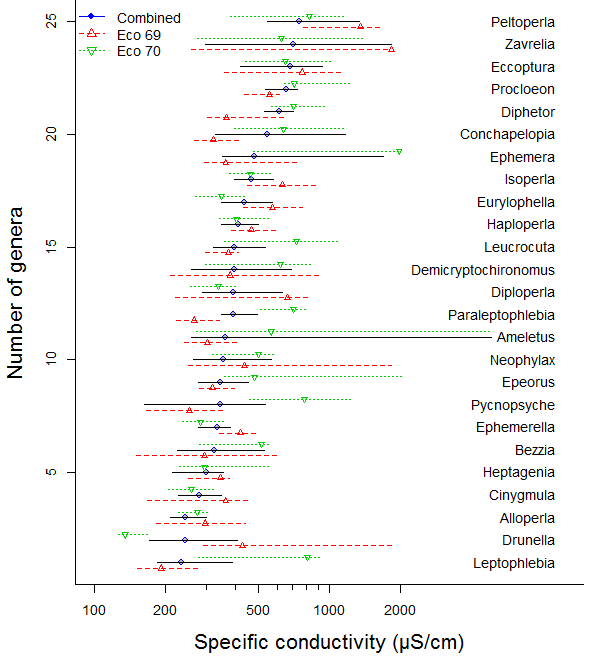 Combined
Eco 69
Eco 70
Number of genera
25
20
15
10
5
Peltoperla
Zavrelia
Eccoptura
Procloeon
Diphetor
Conchapelopia
Ephemera
Isoperla
Eurylophella
Haploperla
Leucrocuta
Demicryptochironomus
Diploperla
Paraleptophlebia
Ameletus
Neophylax
Epeorus
Pycnopsyche
Ephemerella
Bezzia
Heptagenia
Cinygmula
Alloperla
Drunella
Leptophlebia
100 200 500 1000 2000
Specific conductivity (µS/cm)